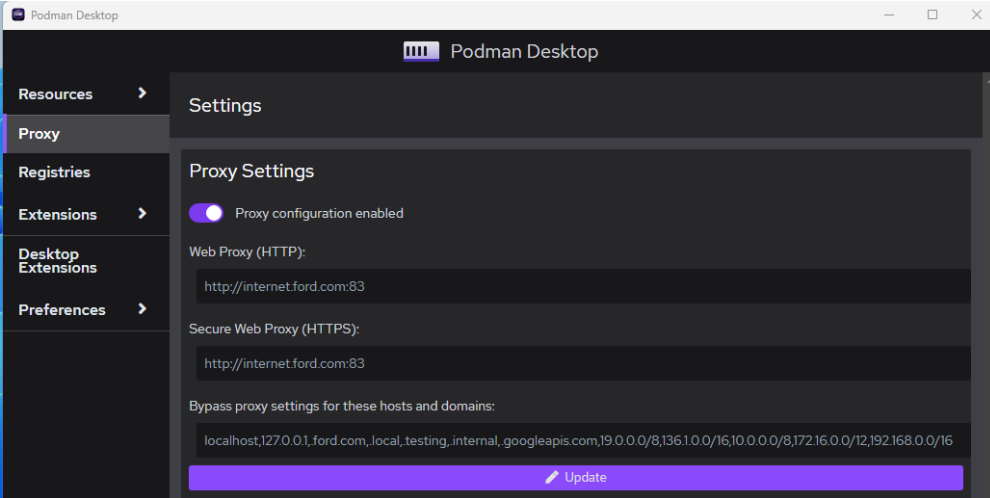 Podman Desktop
Podman Desktop
Resources
Proxy
Registries
Extensions
Desktop
Extensions
Preferences
Settings
Proxy Settings
Proxy configuration enabled
Web Proxy (HTTP):
http://internet.ford.com:83
Secure Web Proxy (HTTPS):
http://internet.ford.com:83
Bypass proxy settings for these hosts and domains:
localhost,127.0.0.1,.ford.com,.local,.testing,.internal,.googleapis.com,19.0.0.0/8,136.1.0.0/16,10.0.0.0/8,172.16.0.0/12,192.168.0.0/16
Update